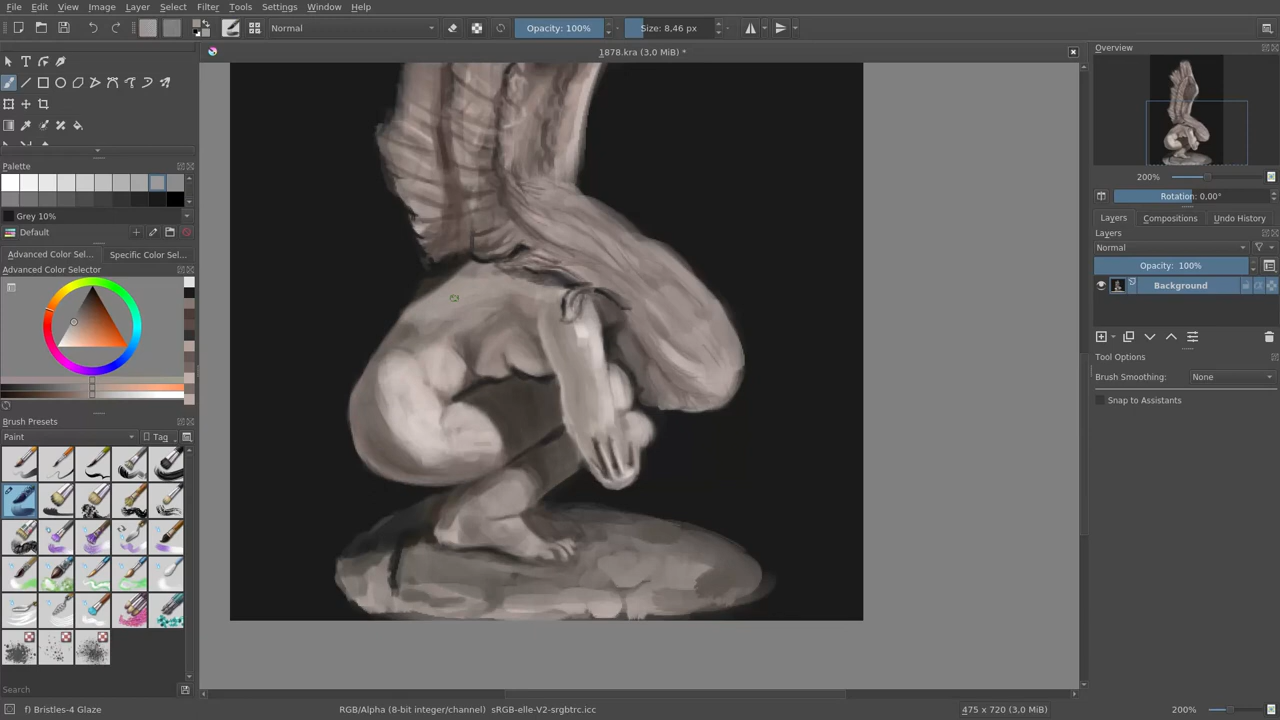 File Edit View Image Layer Select Filter Tools Settings Window Help
Normal Opacity: 100% Size: 8,46 px
1878.kra (3,0 MiB) *
Overview
200%
Rotation: 0,00°
Layers Compositions Undo History
Layers
Normal
Opacity: 100%
Background
Tool Options
Brush Smoothing: None
Snap to Assistants
Palette
Grey 10%
Default
Advanced Color Sel... Specific Color Sel...
Advanced Color Selector
Brush Presets
Paint Tag
Search
f) Bristles-4 Glaze RGB/Alpha (8-bit integer/channel) sRGB-elle-V2-srgbtrc.icc 475 x 720 (3,0 MiB) 200%